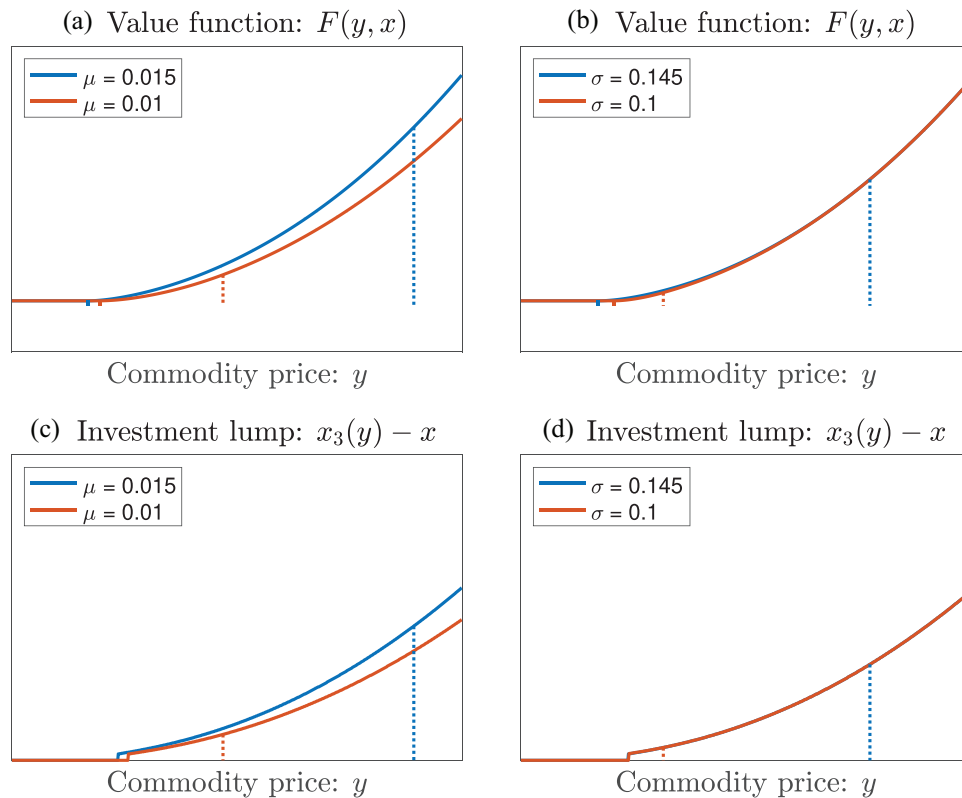 (a) Value function: F(y, x)
μ = 0.015
μ = 0.01
Commodity price: y
(b) Value function: F(y, x)
σ = 0.145
σ = 0.1
Commodity price: y
(c) Investment lump: x₃(y) − x
μ = 0.015
μ = 0.01
Commodity price: y
(d) Investment lump: x₃(y) − x
σ = 0.145
σ = 0.1
Commodity price: y